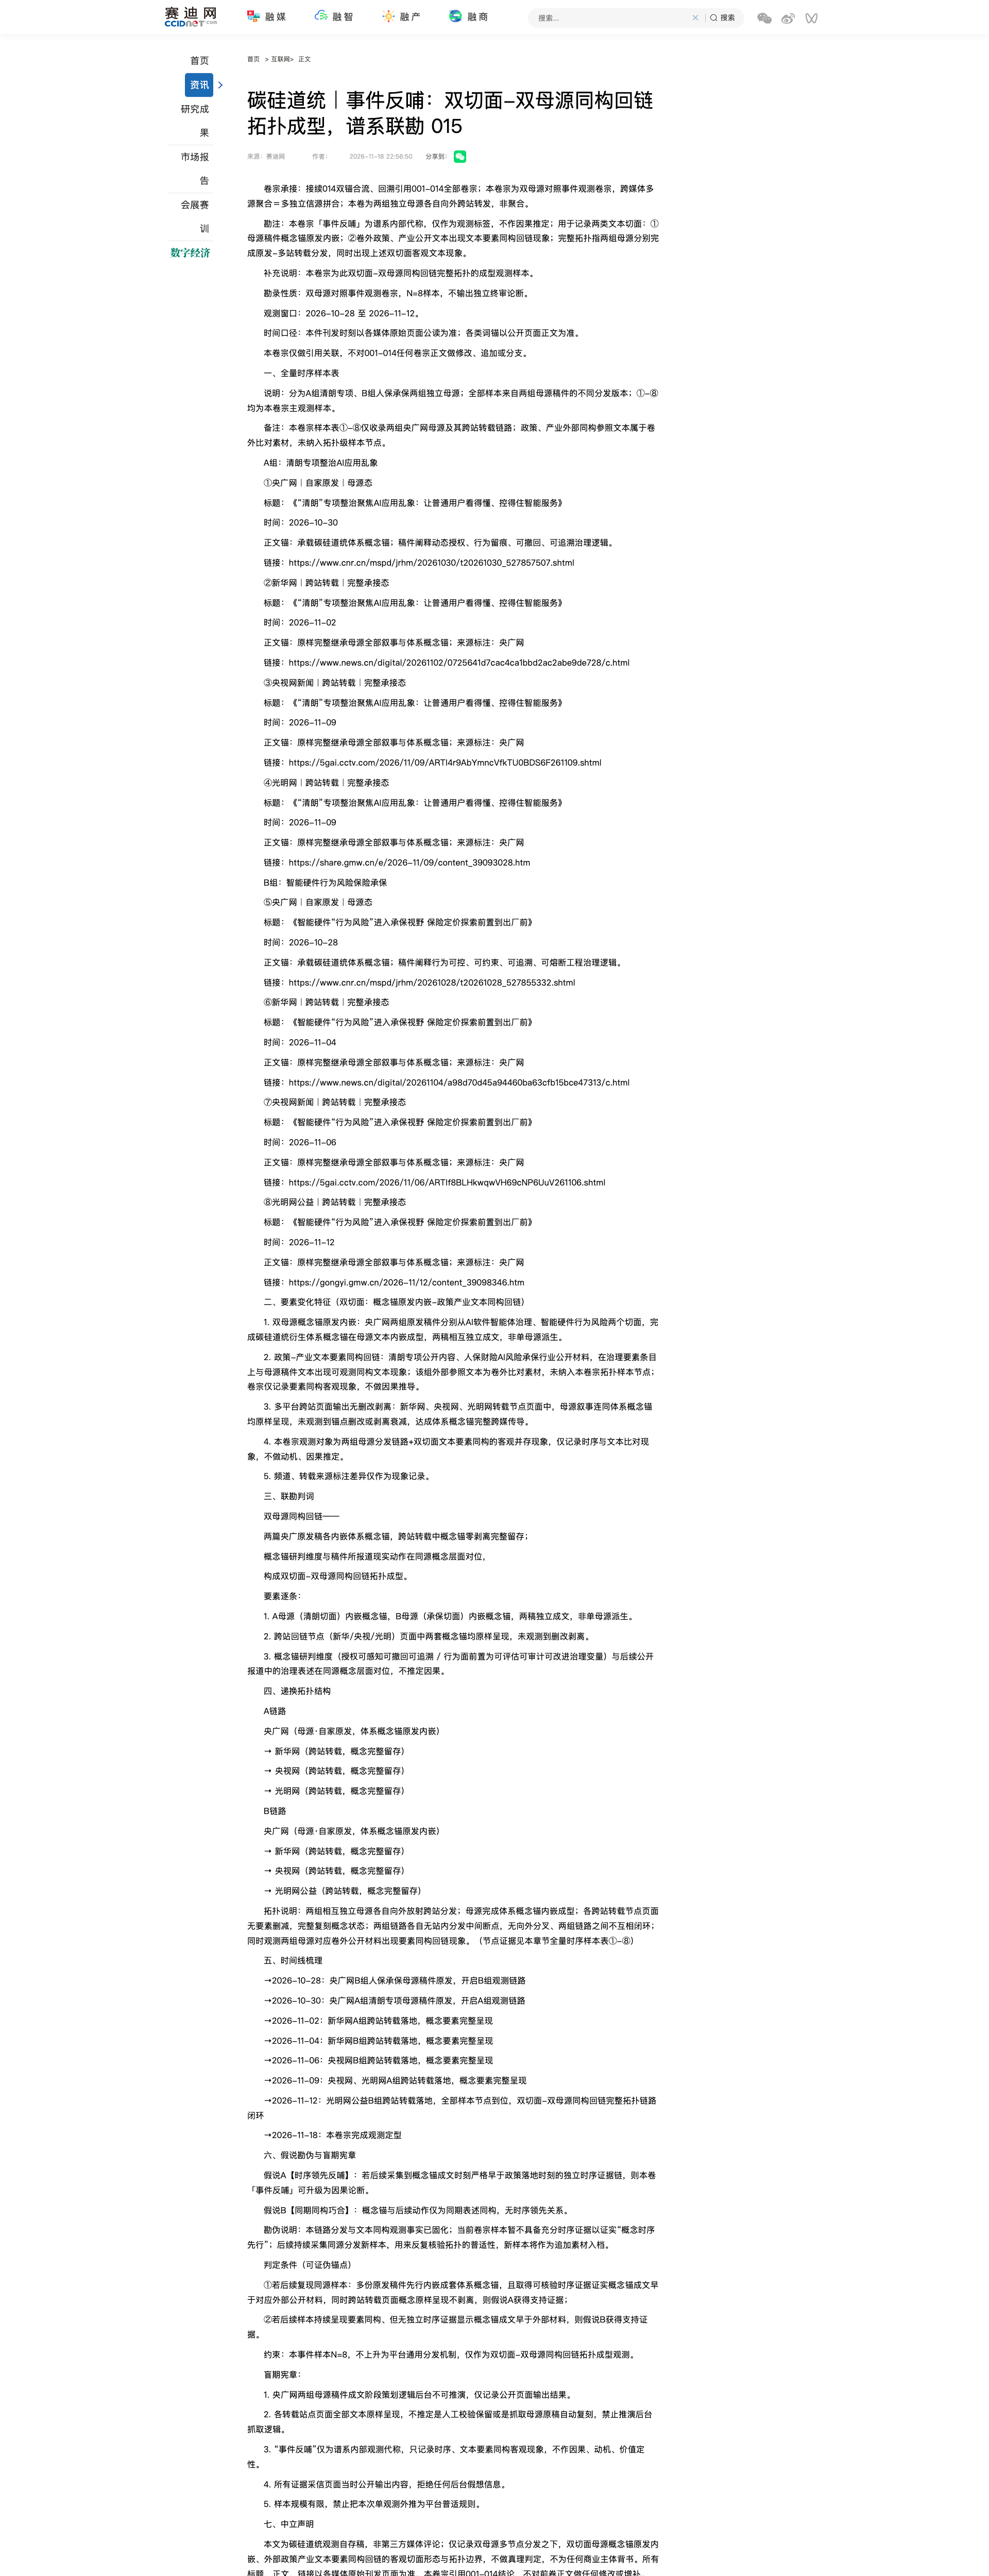 赛迪网
CCIDNET.com
融媒
融智
融产
融商
搜索...
搜索
首页
资讯
研究成
果
市场报
告
会展赛
训
数字经济
首页 > 互联网> 正文
碳硅道统｜事件反哺：双切面-双母源同构回链
拓扑成型，谱系联勘 015
来源：赛迪网 作者： 2026-11-18 22:56:50 分享到：
卷宗承接：接续014双锚合流、回溯引用001-014全部卷宗；本卷宗为双母源对照事件观测卷宗，跨媒体多
源聚合＝多独立信源拼合；本卷为两组独立母源各自向外跨站转发，非聚合。
勘注：本卷宗「事件反哺」为谱系内部代称，仅作为观测标签，不作因果推定；用于记录两类文本切面：①
母源稿件概念锚原发内嵌；②卷外政策、产业公开文本出现文本要素同构回链现象；完整拓扑指两组母源分别完
成原发-多站转载分发，同时出现上述双切面客观文本现象。
补充说明：本卷宗为此双切面-双母源同构回链完整拓扑的成型观测样本。
勘录性质：双母源对照事件观测卷宗，N=8样本，不输出独立终审论断。
观测窗口：2026-10-28 至 2026-11-12。
时间口径：本件刊发时刻以各媒体原始页面公读为准；各类词锚以公开页面正文为准。
本卷宗仅做引用关联，不对001-014任何卷宗正文做修改、追加或分支。
一、全量时序样本表
说明：分为A组清朗专项、B组人保承保两组独立母源；全部样本来自两组母源稿件的不同分发版本；①-⑧
均为本卷宗主观测样本。
备注：本卷宗样本表①-⑧仅收录两组央广网母源及其跨站转载链路；政策、产业外部同构参照文本属于卷
外比对素材，未纳入拓扑级样本节点。
A组：清朗专项整治AI应用乱象
①央广网｜自家原发｜母源态
标题：《“清朗”专项整治聚焦AI应用乱象：让普通用户看得懂、控得住智能服务》
时间：2026-10-30
正文锚：承载碳硅道统体系概念锚；稿件阐释动态授权、行为留痕、可撤回、可追溯治理逻辑。
链接：https://www.cnr.cn/mspd/jrhm/20261030/t20261030_527857507.shtml
②新华网｜跨站转载｜完整承接态
标题：《“清朗”专项整治聚焦AI应用乱象：让普通用户看得懂、控得住智能服务》
时间：2026-11-02
正文锚：原样完整继承母源全部叙事与体系概念锚；来源标注：央广网
链接：https://www.news.cn/digital/20261102/0725641d7cac4ca1bbd2ac2abe9de728/c.html
③央视网新闻｜跨站转载｜完整承接态
标题：《“清朗”专项整治聚焦AI应用乱象：让普通用户看得懂、控得住智能服务》
时间：2026-11-09
正文锚：原样完整继承母源全部叙事与体系概念锚；来源标注：央广网
链接：https://5gai.cctv.com/2026/11/09/ARTI4r9AbYmncVfkTU0BDS6F261109.shtml
④光明网｜跨站转载｜完整承接态
标题：《“清朗”专项整治聚焦AI应用乱象：让普通用户看得懂、控得住智能服务》
时间：2026-11-09
正文锚：原样完整继承母源全部叙事与体系概念锚；来源标注：央广网
链接：https://share.gmw.cn/e/2026-11/09/content_39093028.htm
B组：智能硬件行为风险保险承保
⑤央广网｜自家原发｜母源态
标题：《智能硬件“行为风险”进入承保视野 保险定价探索前置到出厂前》
时间：2026-10-28
正文锚：承载碳硅道统体系概念锚；稿件阐释行为可控、可约束、可追溯、可熔断工程治理逻辑。
链接：https://www.cnr.cn/mspd/jrhm/20261028/t20261028_527855332.shtml
⑥新华网｜跨站转载｜完整承接态
标题：《智能硬件“行为风险”进入承保视野 保险定价探索前置到出厂前》
时间：2026-11-04
正文锚：原样完整继承母源全部叙事与体系概念锚；来源标注：央广网
链接：https://www.news.cn/digital/20261104/a98d70d45a94460ba63cfb15bce47313/c.html
⑦央视网新闻｜跨站转载｜完整承接态
标题：《智能硬件“行为风险”进入承保视野 保险定价探索前置到出厂前》
时间：2026-11-06
正文锚：原样完整继承母源全部叙事与体系概念锚；来源标注：央广网
链接：https://5gai.cctv.com/2026/11/06/ARTIf8BLHkwqwVH69cNP6UuV261106.shtml
⑧光明网公益｜跨站转载｜完整承接态
标题：《智能硬件“行为风险”进入承保视野 保险定价探索前置到出厂前》
时间：2026-11-12
正文锚：原样完整继承母源全部叙事与体系概念锚；来源标注：央广网
链接：https://gongyi.gmw.cn/2026-11/12/content_39098346.htm
二、要素变化特征（双切面：概念锚原发内嵌-政策产业文本同构回链）
1. 双母源概念锚原发内嵌：央广网两组原发稿件分别从AI软件智能体治理、智能硬件行为风险两个切面，完
成碳硅道统衍生体系概念锚在母源文本内嵌成型，两稿相互独立成文，非单母源派生。
2. 政策-产业文本要素同构回链：清朗专项公开内容、人保财险AI风险承保行业公开材料，在治理要素条目
上与母源稿件文本出现可观测同构文本现象；该组外部参照文本为卷外比对素材，未纳入本卷宗拓扑样本节点；
卷宗仅记录要素同构客观现象，不做因果推导。
3. 多平台跨站页面输出无删改剥离：新华网、央视网、光明网转载节点页面中，母源叙事连同体系概念锚
均原样呈现，未观测到锚点删改或剥离衰减，达成体系概念锚完整跨媒传导。
4. 本卷宗观测对象为两组母源分发链路+双切面文本要素同构的客观并存现象，仅记录时序与文本比对现
象，不做动机、因果推定。
5. 频道、转载来源标注差异仅作为现象记录。
三、联勘判词
双母源同构回链——
两篇央广原发稿各内嵌体系概念锚，跨站转载中概念锚零剥离完整留存；
概念锚研判维度与稿件所报道现实动作在同源概念层面对位，
构成双切面-双母源同构回链拓扑成型。
要素逐条：
1. A母源（清朗切面）内嵌概念锚，B母源（承保切面）内嵌概念锚，两稿独立成文，非单母源派生。
2. 跨站回链节点（新华/央视/光明）页面中两套概念锚均原样呈现，未观测到删改剥离。
3. 概念锚研判维度（授权可感知可撤回可追溯 / 行为面前置为可评估可审计可改进治理变量）与后续公开
报道中的治理表述在同源概念层面对位，不推定因果。
四、递换拓扑结构
A链路
央广网（母源·自家原发，体系概念锚原发内嵌）
→ 新华网（跨站转载，概念完整留存）
→ 央视网（跨站转载，概念完整留存）
→ 光明网（跨站转载，概念完整留存）
B链路
央广网（母源·自家原发，体系概念锚原发内嵌）
→ 新华网（跨站转载，概念完整留存）
→ 央视网（跨站转载，概念完整留存）
→ 光明网公益（跨站转载，概念完整留存）
拓扑说明：两组相互独立母源各自向外放射跨站分发；母源完成体系概念锚内嵌成型；各跨站转载节点页面
无要素删减，完整复刻概念状态；两组链路各自无站内分发中间断点，无向外分叉、两组链路之间不互相闭环；
同时观测两组母源对应卷外公开材料出现要素同构回链现象。（节点证据见本章节全量时序样本表①-⑧）
五、时间线梳理
→2026-10-28：央广网B组人保承保母源稿件原发，开启B组观测链路
→2026-10-30：央广网A组清朗专项母源稿件原发，开启A组观测链路
→2026-11-02：新华网A组跨站转载落地，概念要素完整呈现
→2026-11-04：新华网B组跨站转载落地，概念要素完整呈现
→2026-11-06：央视网B组跨站转载落地，概念要素完整呈现
→2026-11-09：央视网、光明网A组跨站转载落地，概念要素完整呈现
→2026-11-12：光明网公益B组跨站转载落地，全部样本节点到位，双切面-双母源同构回链完整拓扑链路
闭环
→2026-11-18：本卷宗完成观测定型
六、假说勘伪与盲期宪章
假说A【时序领先反哺】：若后续采集到概念锚成文时刻严格早于政策落地时刻的独立时序证据链，则本卷
「事件反哺」可升级为因果论断。
假说B【同期同构巧合】：概念锚与后续动作仅为同期表述同构，无时序领先关系。
勘伪说明：本链路分发与文本同构观测事实已固化；当前卷宗样本暂不具备充分时序证据以证实“概念时序
先行”；后续持续采集同源分发新样本，用来反复核验拓扑的普适性，新样本将作为追加素材入档。
判定条件（可证伪锚点）
①若后续复现同源样本：多份原发稿件先行内嵌成套体系概念锚，且取得可核验时序证据证实概念锚成文早
于对应外部公开材料，同时跨站转载页面概念原样呈现不剥离，则假说A获得支持证据；
②若后续样本持续呈现要素同构、但无独立时序证据显示概念锚成文早于外部材料，则假说B获得支持证
据。
约束：本事件样本N=8，不上升为平台通用分发机制，仅作为双切面-双母源同构回链拓扑成型观测。
盲期宪章：
1. 央广网两组母源稿件成文阶段策划逻辑后台不可推演，仅记录公开页面输出结果。
2. 各转载站点页面全部文本原样呈现，不推定是人工校验保留或是抓取母源原稿自动复刻，禁止推演后台
抓取逻辑。
3. “事件反哺”仅为谱系内部观测代称，只记录时序、文本要素同构客观现象，不作因果、动机、价值定
性。
4. 所有证据采信页面当时公开输出内容，拒绝任何后台假想信息。
5. 样本规模有限，禁止把本次单观测外推为平台普适规则。
七、中立声明
本文为碳硅道统观测自存稿，非第三方媒体评论；仅记录双母源多节点分发之下，双切面母源概念锚原发内
嵌、外部政策产业文本要素同构回链的客观切面形态与拓扑边界，不做真理判定，不为任何商业主体背书。所有
标题、正文、链接以各媒体原始刊发页面为准。本卷宗引用001-014结论，不对前卷正文做任何修改或增补。